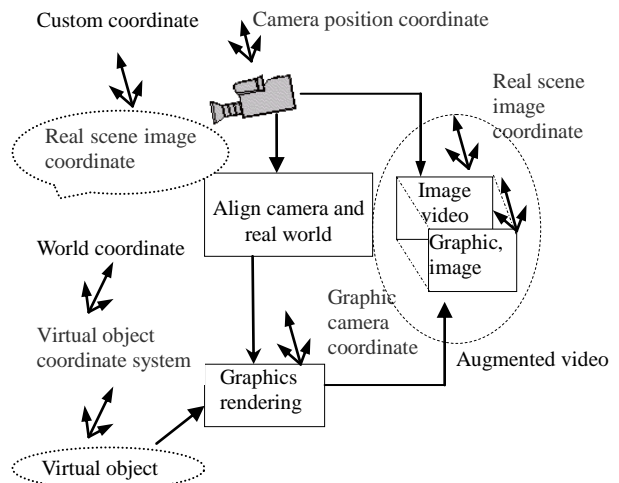 Custom coordinate
Camera position coordinate
Real scene image
coordinate
Real scene image
coordinate
Align camera and
real world
Image
video
Graphic,
image
World coordinate
Virtual object
coordinate system
Graphic
camera
coordinate
Graphics
rendering
Augmented video
Virtual object